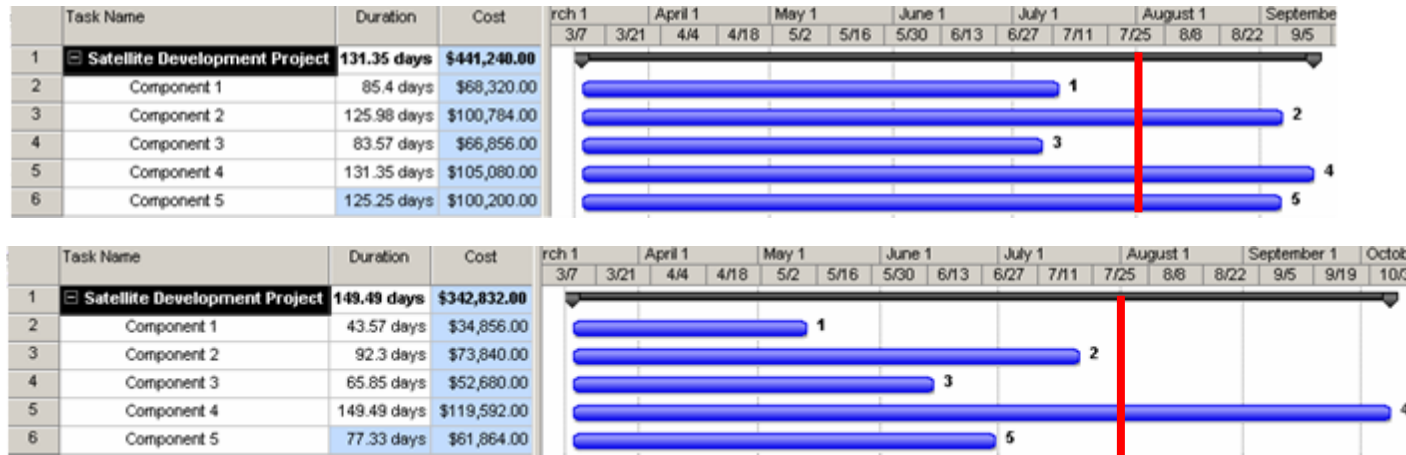 Task Name Duration Cost rch 1 April 1 May 1 June 1 July 1 August 1 Septembe
3/7 3/21 4/4 4/18 5/2 5/16 5/30 6/13 6/27 7/11 7/25 8/8 8/22 9/5
1 Satellite Development Project 131.35 days $441,240.00
2 Component 1 85.4 days $68,320.00 1
3 Component 2 125.98 days $100,784.00 2
4 Component 3 83.57 days $66,856.00 3
5 Component 4 131.35 days $105,080.00 4
6 Component 5 125.25 days $100,200.00 5
Task Name Duration Cost rch 1 April 1 May 1 June 1 July 1 August 1 September 1 Octob
3/7 3/21 4/4 4/18 5/2 5/16 5/30 6/13 6/27 7/11 7/25 8/8 8/22 9/5 9/19 10/3
1 Satellite Development Project 149.49 days $342,832.00
2 Component 1 43.57 days $34,856.00 1
3 Component 2 92.3 days $73,840.00 2
4 Component 3 65.85 days $52,680.00 3
5 Component 4 149.49 days $119,592.00 4
6 Component 5 77.33 days $61,864.00 5